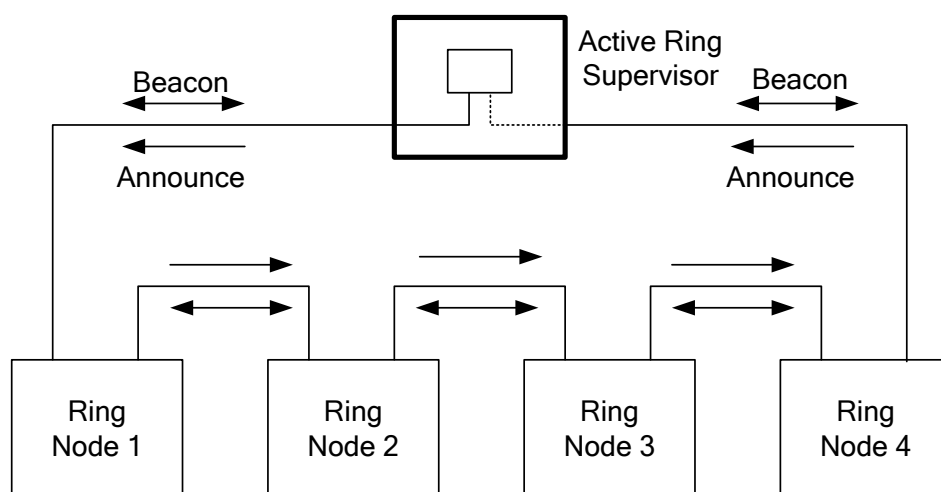 Active Ring
Supervisor
Beacon
Beacon
Announce
Announce
Ring
Node 1
Ring
Node 2
Ring
Node 3
Ring
Node 4